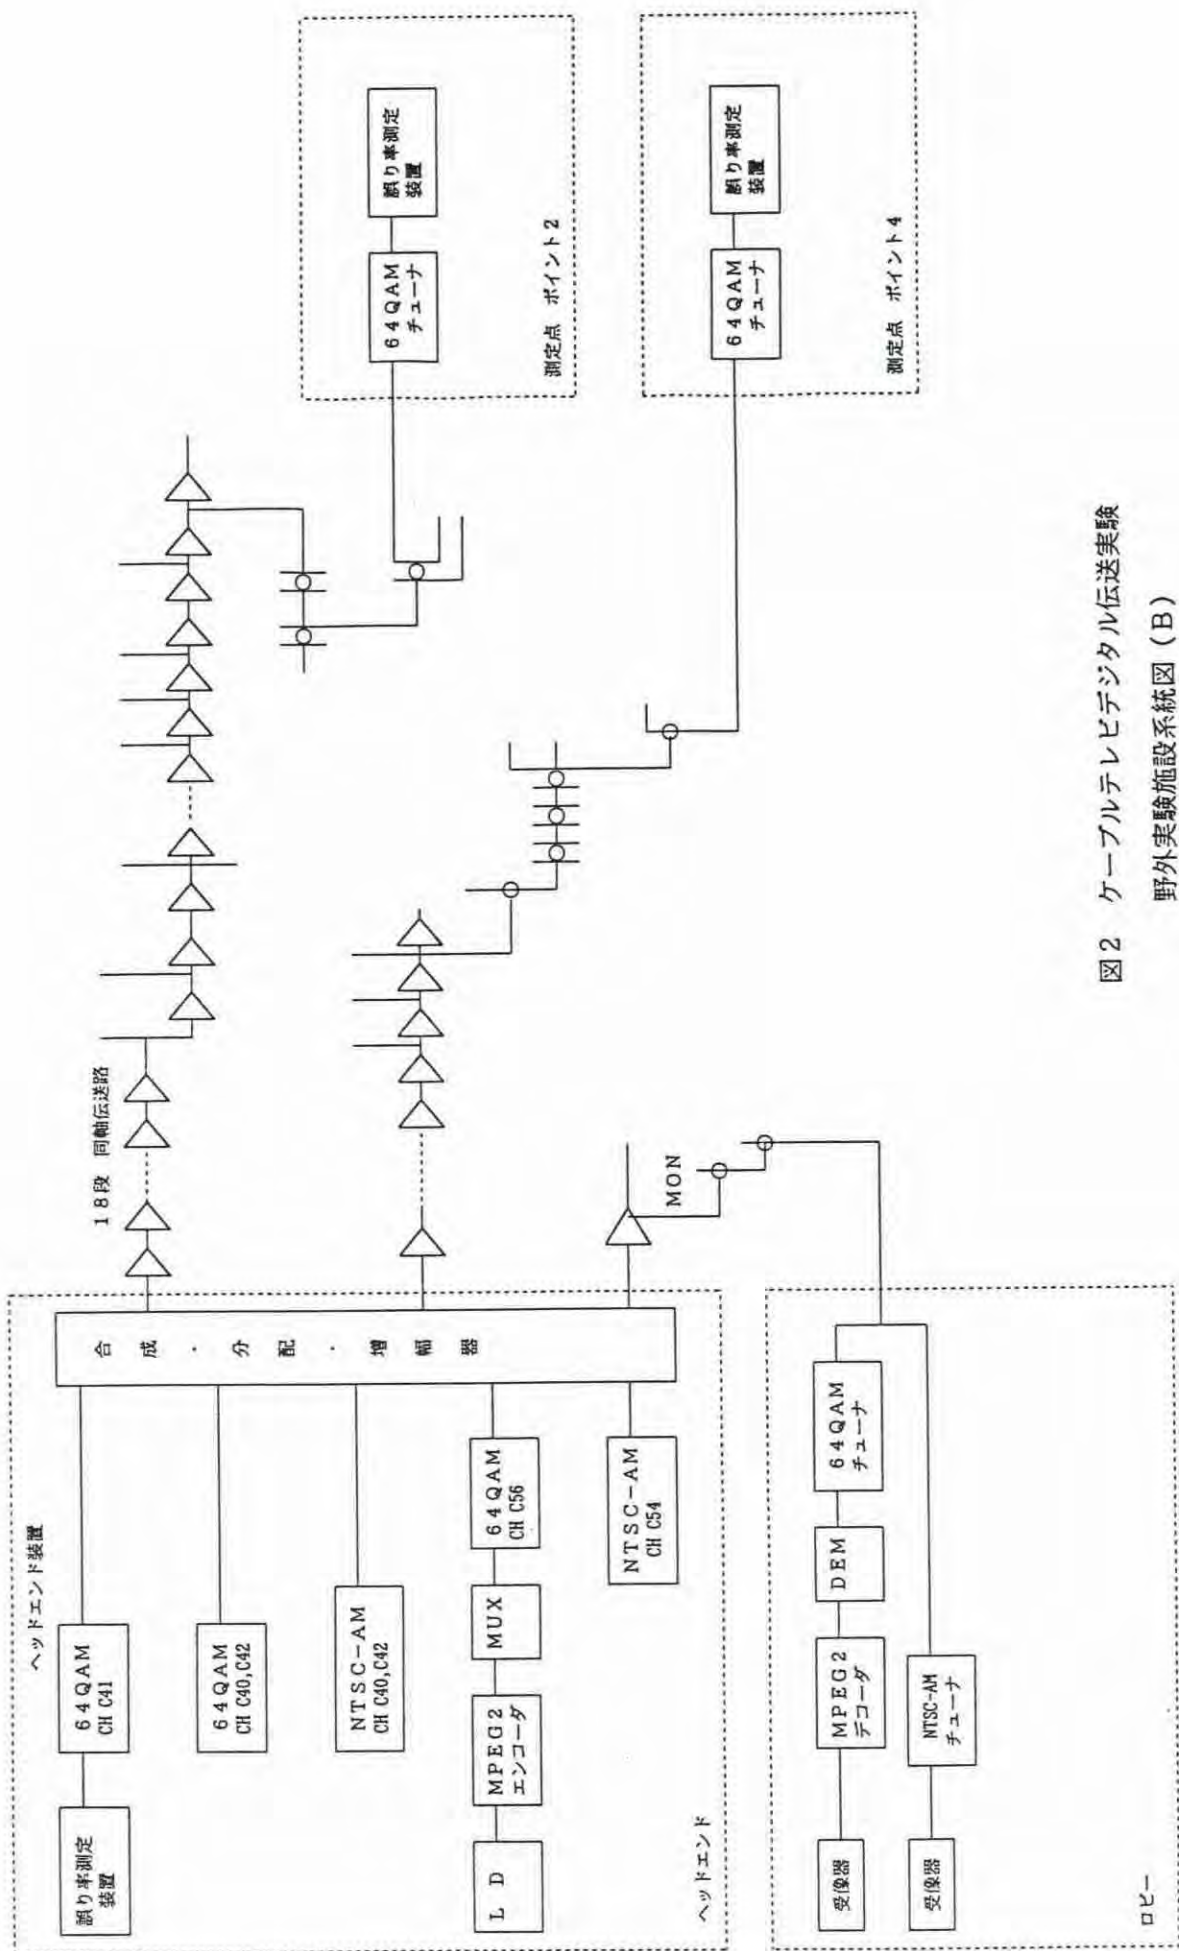 ヘッドエンド装置
誤り率測定
装置
64QAM
CH C41
64QAM
CH C40,C42
NTSC-AM
CH C40,C42
LD
MPEG2
エンコーダ
MUX
64QAM
CH C56
NTSC-AM
CH C54
合成・分配・増幅器
ヘッドエンド
18段 同軸伝送路
MON
誤り率測定
装置
64QAM
チューナ
測定点 ポイント2
誤り率測定
装置
64QAM
チューナ
測定点 ポイント4
受像器
MPEG2
デコーダ
DEM
64QAM
チューナ
受像器
NTSC-AM
チューナ
ロビー
図2 ケーブルテレビデジタル伝送実験
野外実験施設系統図(B)